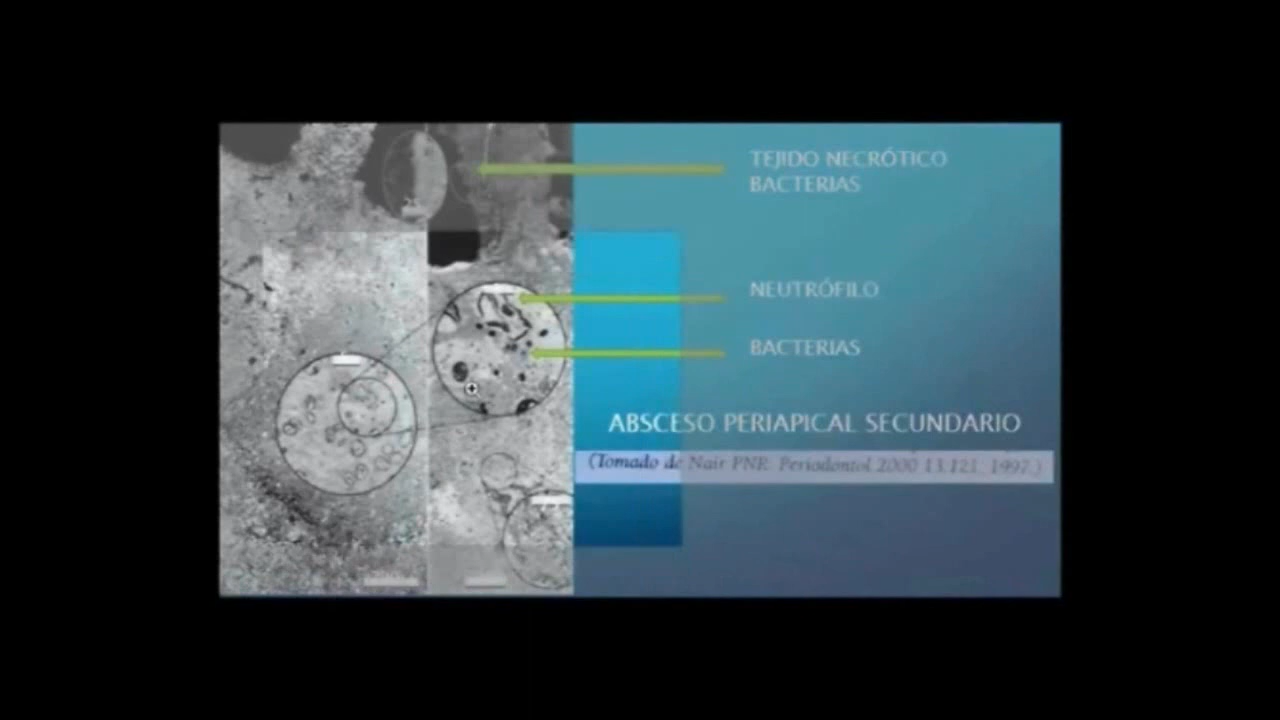 TEJIDO NECRÓTICO
BACTERIAS
NEUTRÓFILO
BACTERIAS
ABSCESO PERIAPICAL SECUNDARIO
(Tomado de Nair PNR. Periodontol 2000 13:121, 1997.)